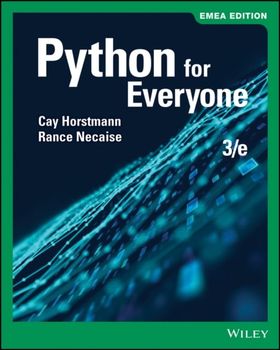 EMEA EDITION
Python for
Everyone
Cay Horstmann
Rance Necaise
3/e
WILEY